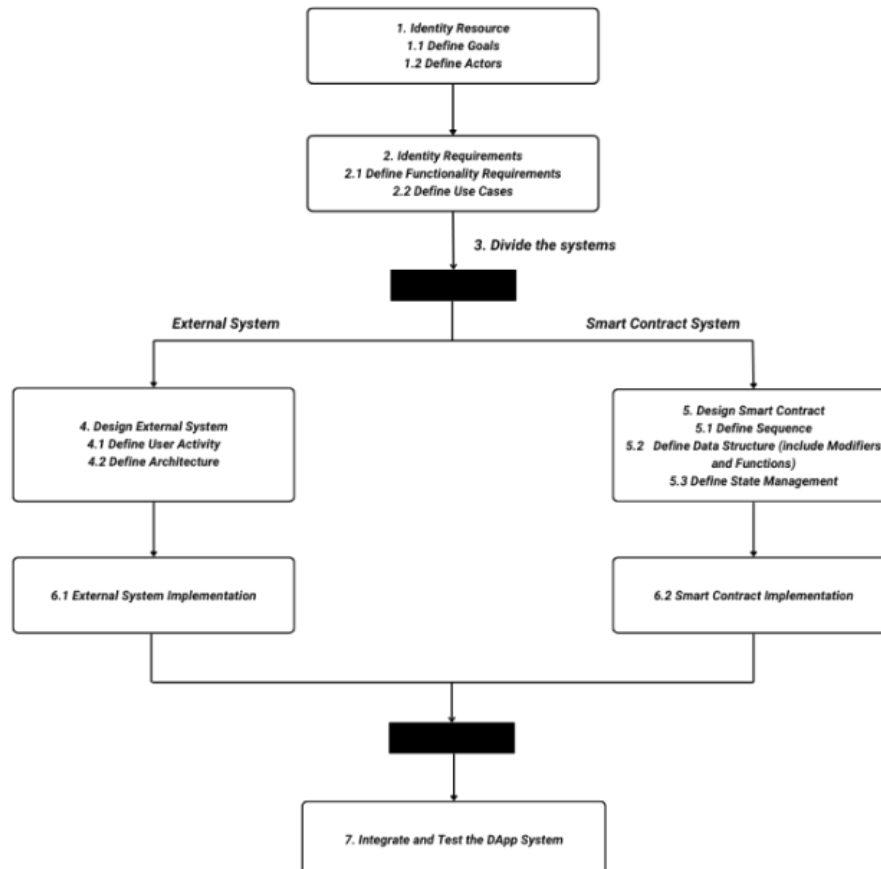 1. Identity Resource
1.1 Define Goals
1.2 Define Actors
2. Identity Requirements
2.1 Define Functionality Requirements
2.2 Define Use Cases
3. Divide the systems
External System
Smart Contract System
4. Design External System
4.1 Define User Activity
4.2 Define Architecture
5. Design Smart Contract
5.1 Define Sequence
5.2 Define Data Structure (include Modifiers
and Functions)
5.3 Define State Management
6.1 External System Implementation
6.2 Smart Contract Implementation
7. Integrate and Test the DApp System